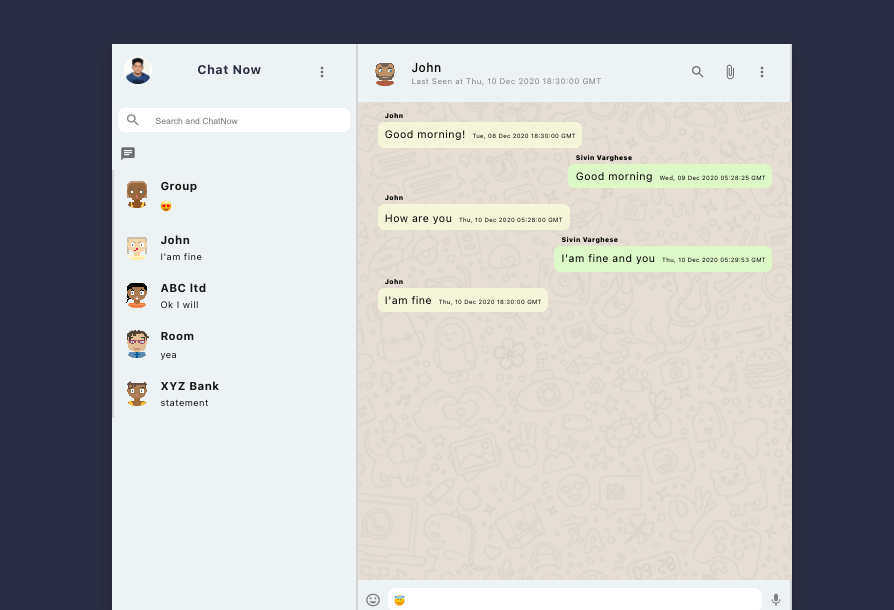 Chat Now
Search and ChatNow
Group
😍
John
I'am fine
ABC ltd
Ok I will
Room
yea
XYZ Bank
statement
John
Last Seen at Thu, 10 Dec 2020 18:30:00 GMT
John
Good morning! Tue, 08 Dec 2020 18:30:00 GMT
Sivin Varghese
Good morning Wed, 09 Dec 2020 05:28:25 GMT
John
How are you Thu, 10 Dec 2020 05:28:00 GMT
Sivin Varghese
I'am fine and you Thu, 10 Dec 2020 05:29:53 GMT
John
I'am fine Thu, 10 Dec 2020 18:30:00 GMT
Hi
09:28
😇